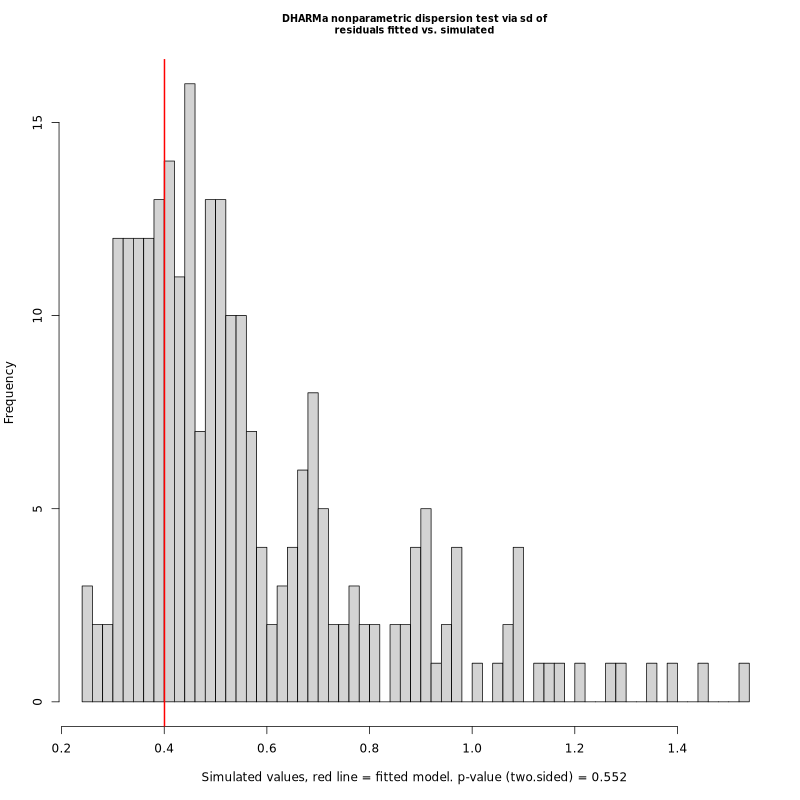 DHARMa nonparametric dispersion test via sd of
residuals fitted vs. simulated
Frequency
15
10
5
0
0.2 0.4 0.6 0.8 1.0 1.2 1.4
Simulated values, red line = fitted model. p-value (two.sided) = 0.552